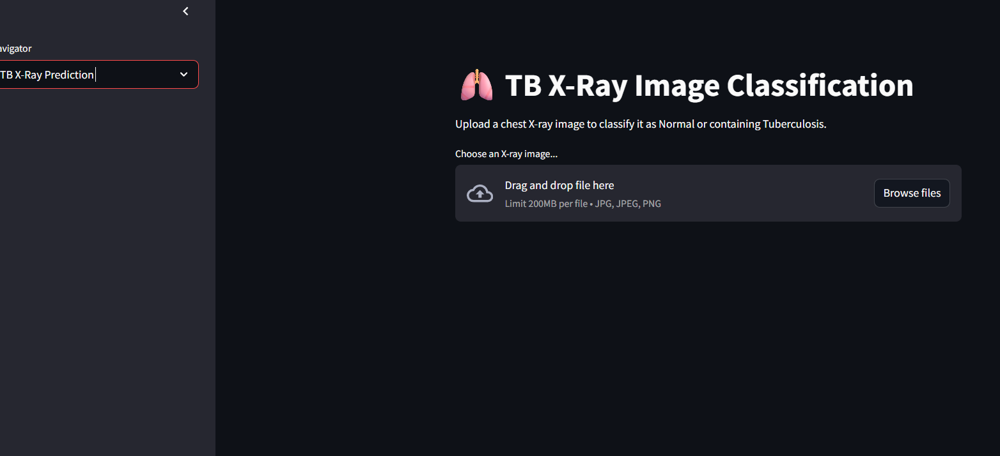 avigator
TB X-Ray Prediction
TB X-Ray Image Classification
Upload a chest X-ray image to classify it as Normal or containing Tuberculosis.
Choose an X-ray image...
Drag and drop file here
Limit 200MB per file • JPG, JPEG, PNG
Browse files